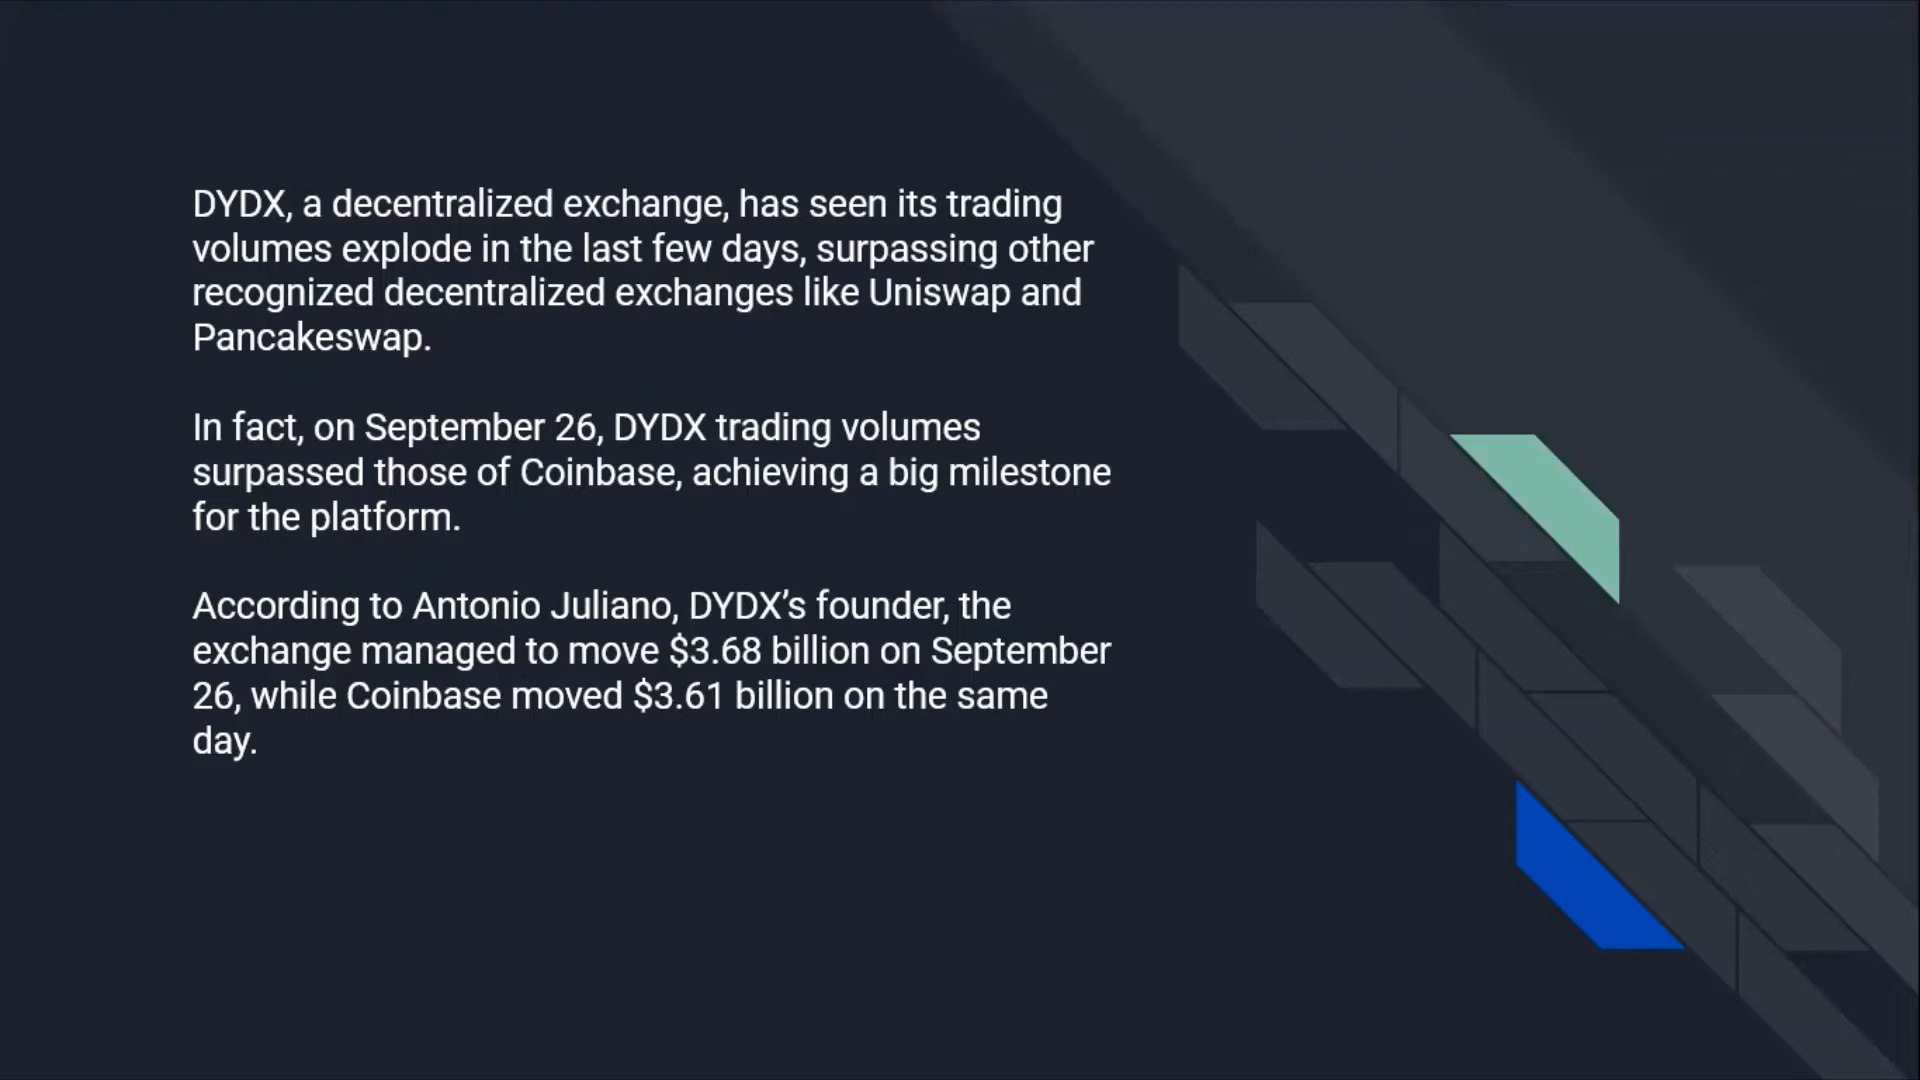 DYDX, a decentralized exchange, has seen its trading
volumes explode in the last few days, surpassing other
recognized decentralized exchanges like Uniswap and
Pancakeswap.
In fact, on September 26, DYDX trading volumes
surpassed those of Coinbase, achieving a big milestone
for the platform.
According to Antonio Juliano, DYDX’s founder, the
exchange managed to move $3.68 billion on September
26, while Coinbase moved $3.61 billion on the same
day.